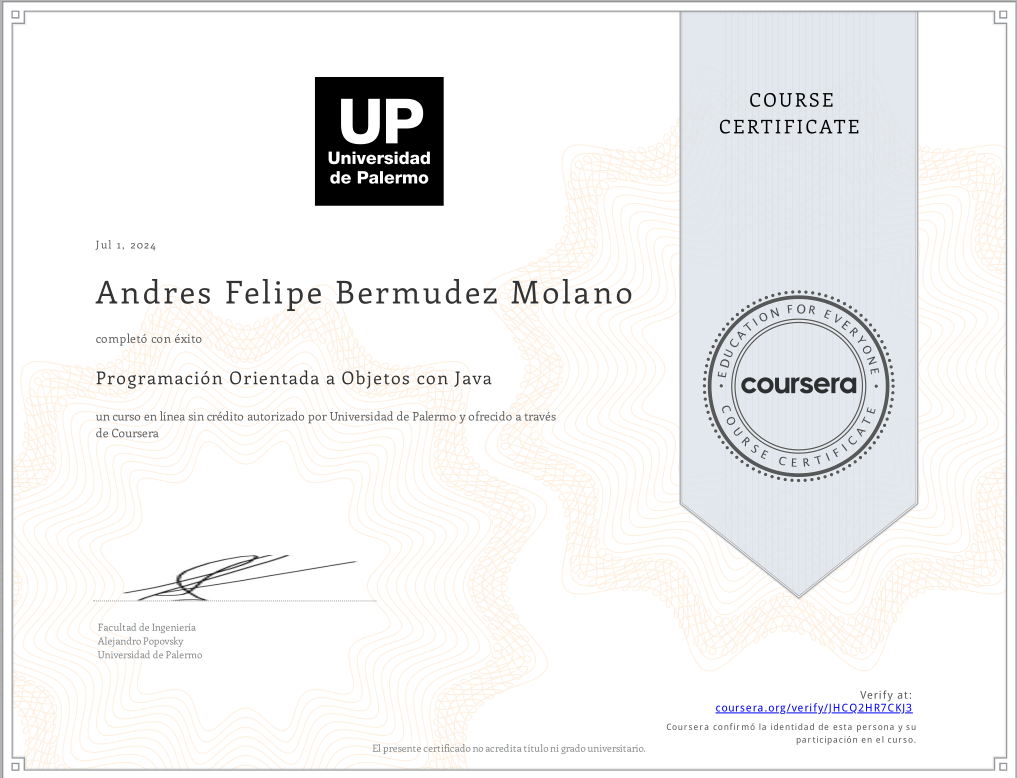 COURSE
CERTIFICATE
UP
Universidad
de Palermo
Jul 1, 2024
Andres Felipe Bermudez Molano
completó con éxito
Programación Orientada a Objetos con Java
un curso en línea sin crédito autorizado por Universidad de Palermo y ofrecido a través
de Coursera
EDUCATION FOR EVERYONE
coursera
COURSE CERTIFICATE
Facultad de Ingeniería
Alejandro Popovsky
Universidad de Palermo
Verify at:
coursera.org/verify/JHCQ2HR7CKJ3
Coursera confirmó la identidad de esta persona y su
participación en el curso.
El presente certificado no acredita título ni grado universitario.